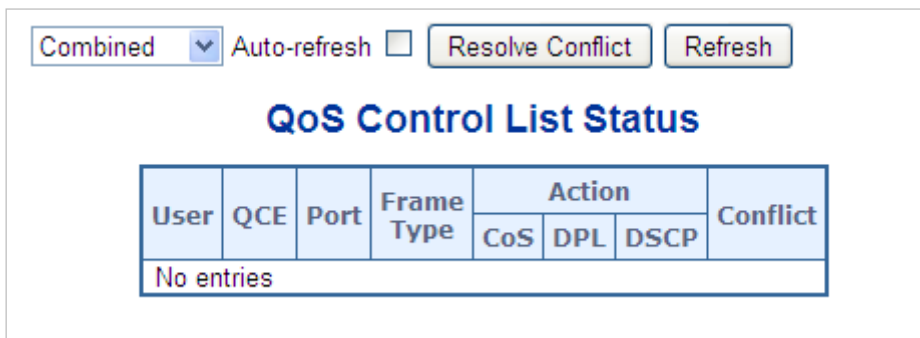 Combined Auto-refresh Resolve Conflict Refresh
QoS Control List Status
User QCE Port Frame Type Action Conflict
CoS DPL DSCP
No entries